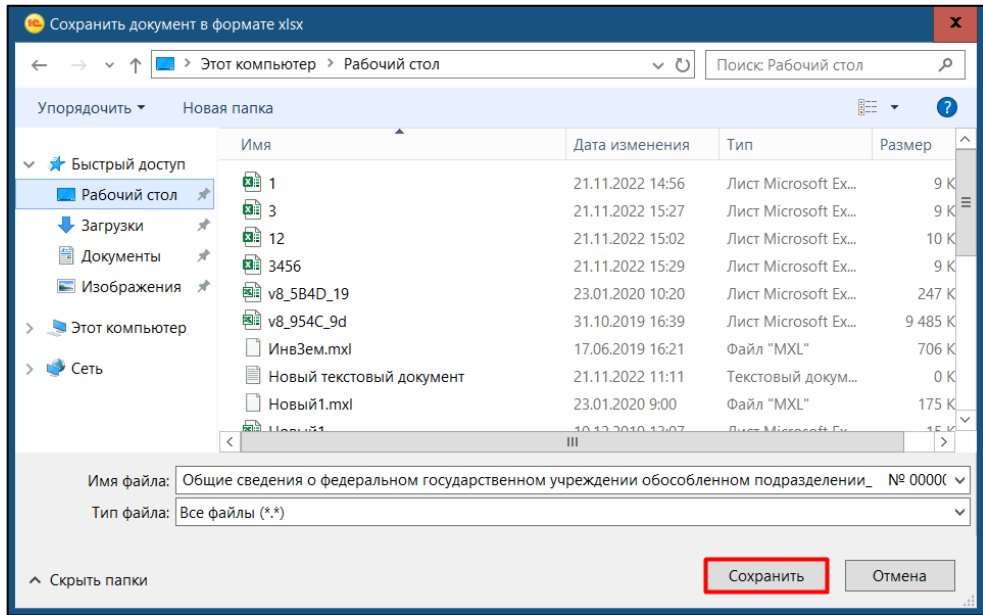 Сохранить документ в формате xlsx
Этот компьютер > Рабочий стол
Поиск: Рабочий стол
Упорядочить
Новая папка
Имя Дата изменения Тип Размер
Быстрый доступ
Рабочий стол
Загрузки
Документы
Изображения
Этот компьютер
Сеть
1 21.11.2022 14:56 Лист Microsoft Ex... 9 К
3 21.11.2022 15:27 Лист Microsoft Ex... 9 К
12 21.11.2022 15:02 Лист Microsoft Ex... 10 К
3456 21.11.2022 15:29 Лист Microsoft Ex... 9 К
v8_5B4D_19 23.01.2020 10:20 Лист Microsoft Ex... 247 К
v8_954C_9d 31.10.2019 16:39 Лист Microsoft Ex... 9 485 К
ИнвЗем.mxl 17.06.2019 16:21 Файл "MXL" 706 К
Новый текстовый документ 21.11.2022 11:11 Текстовый докум... 0 К
Новый1.mxl 23.01.2020 9:00 Файл "MXL" 175 К
Имя файла: Общие сведения о федеральном государственном учреждении обособленном подразделении_ № 0000
Тип файла: Все файлы (*.*)
Скрыть папки
Сохранить
Отмена